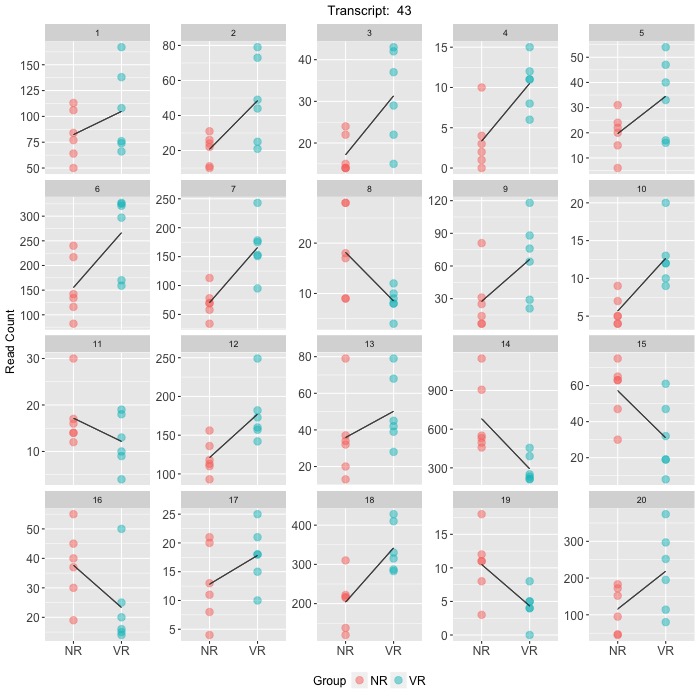 Transcript: 43
1 2 3 4 5
150 125 100 75 50
80 60 40 20
40 30 20
15 10 5 0
50 40 30 20 10
6 7 8 9 10
300 250 200 150 100
250 200 150 100 50
20 10
120 90 60 30
20 15 10 5
Read Count
11 12 13 14 15
30 20 10
250 200 150 100
80 60 40 20
900 600 300
60 40 20
16 17 18 19 20
50 40 30 20
25 20 15 10 5
400 300 200
15 10 5 0
300 200 100
NR VR NR VR NR VR NR VR NR VR
Group NR VR